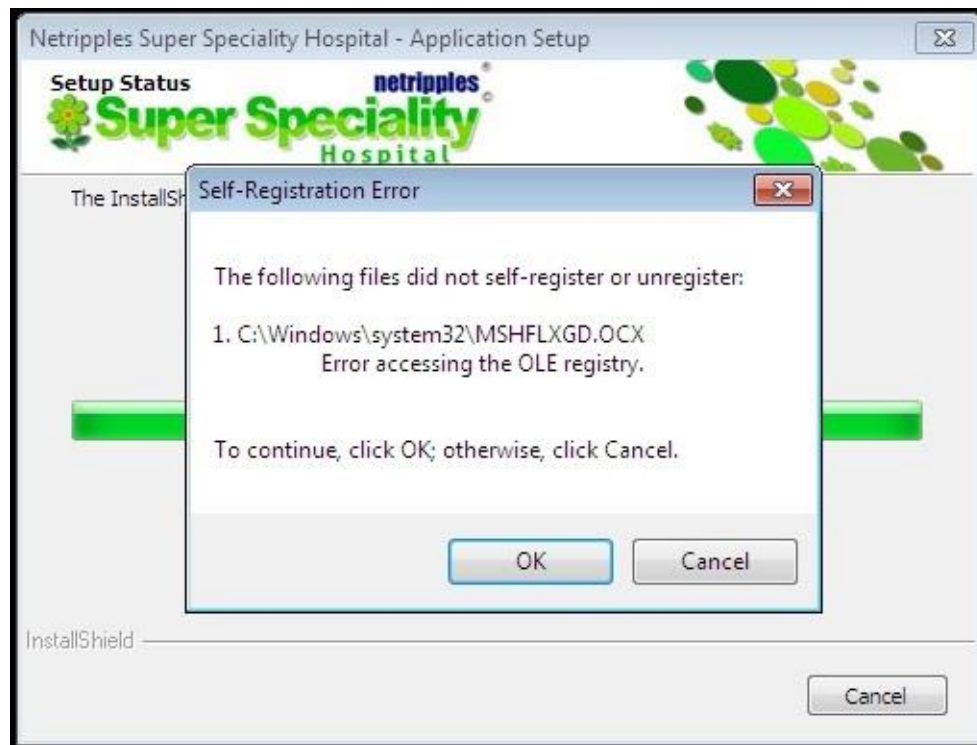 Netripples Super Speciality Hospital - Application Setup
Setup Status
netripples
Super Speciality
Hospital
The InstallSh
Self-Registration Error
The following files did not self-register or unregister:
1. C:\Windows\system32\MSHFLXGD.OCX
Error accessing the OLE registry.
To continue, click OK; otherwise, click Cancel.
OK
Cancel
InstallShield
Cancel